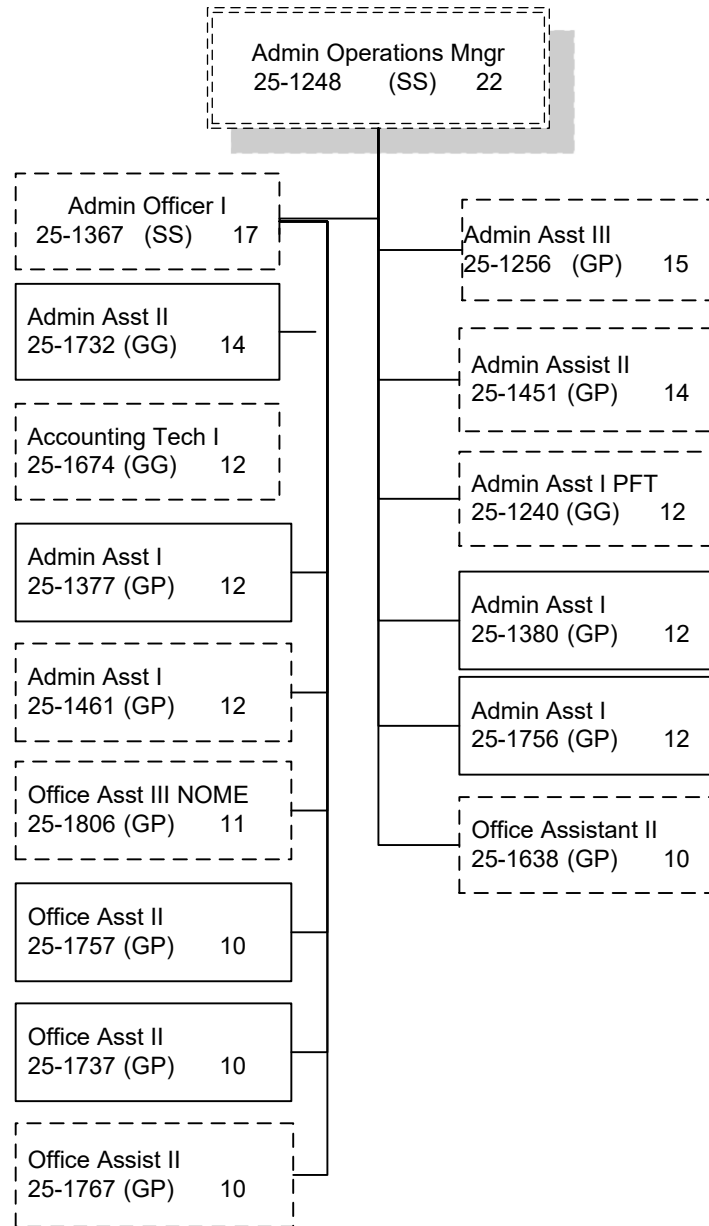 Admin Operations Mngr
25-1248 (SS) 22
Admin Officer I
25-1367 (SS) 17
Admin Asst II
25-1732 (GG) 14
Accounting Tech I
25-1674 (GG) 12
Admin Asst I
25-1377 (GP) 12
Admin Asst I
25-1461 (GP) 12
Office Asst III NOME
25-1806 (GP) 11
Office Asst II
25-1757 (GP) 10
Office Asst II
25-1737 (GP) 10
Office Assist II
25-1767 (GP) 10
Admin Asst III
25-1256 (GP) 15
Admin Assist II
25-1451 (GP) 14
Admin Asst I PFT
25-1240 (GG) 12
Admin Asst I
25-1380 (GP) 12
Admin Asst I
25-1756 (GP) 12
Office Assistant II
25-1638 (GP) 10